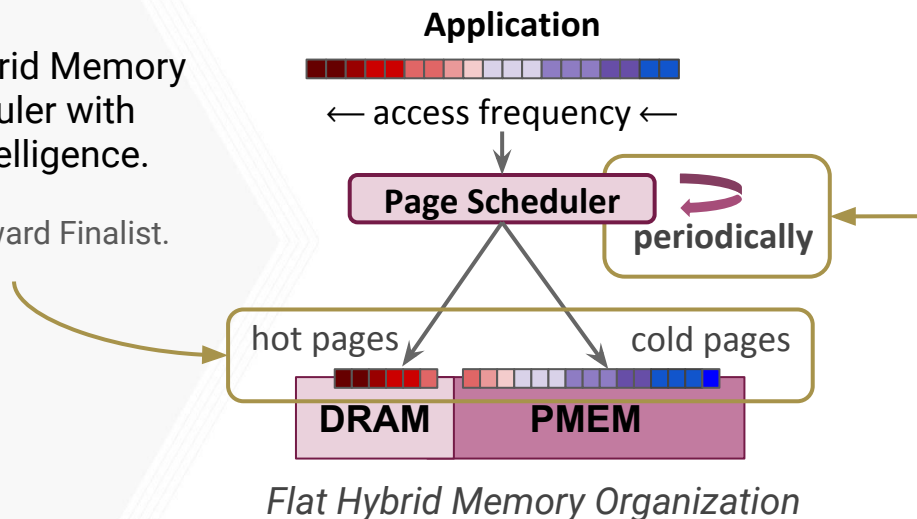 Application
rid Memory
uler with
elligence.
ward Finalist.
← access frequency ←
Page Scheduler
periodically
hot pages
cold pages
DRAM
PMEM
Flat Hybrid Memory Organization